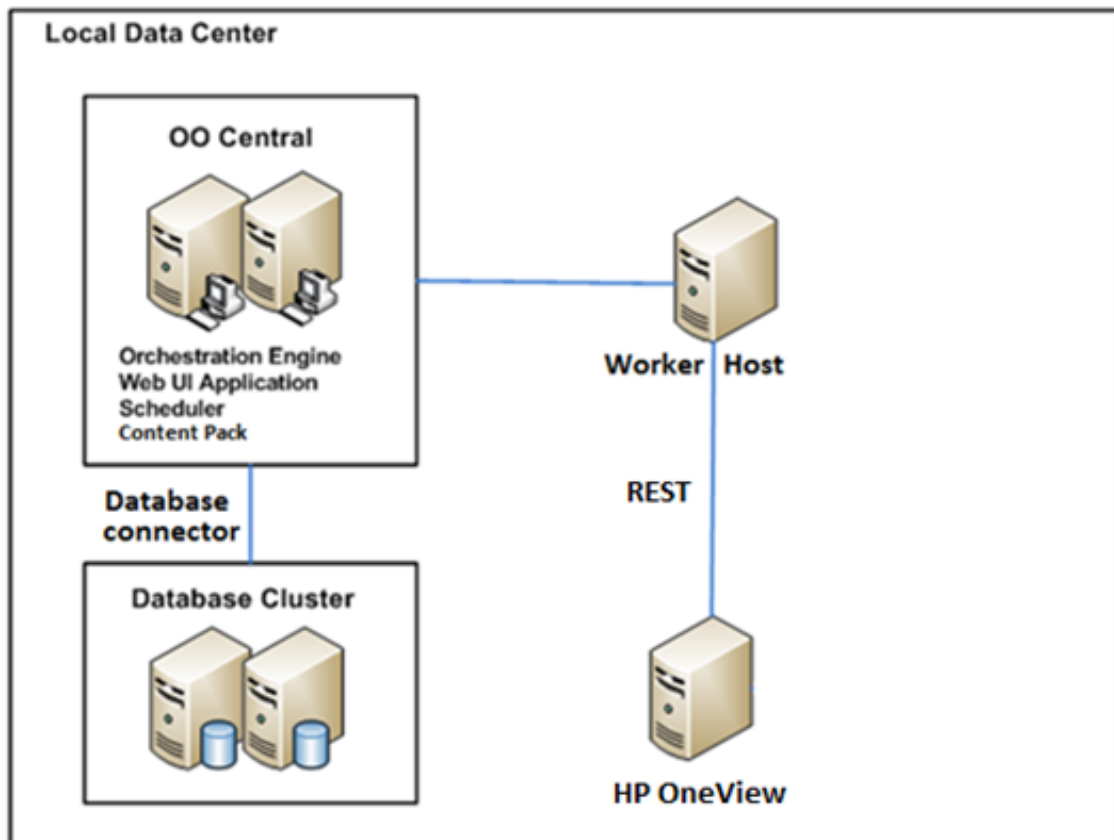 Local Data Center
OO Central
Orchestration Engine
Web UI Application
Scheduler
Content Pack
Database
connector
Database Cluster
Worker Host
REST
HP OneView